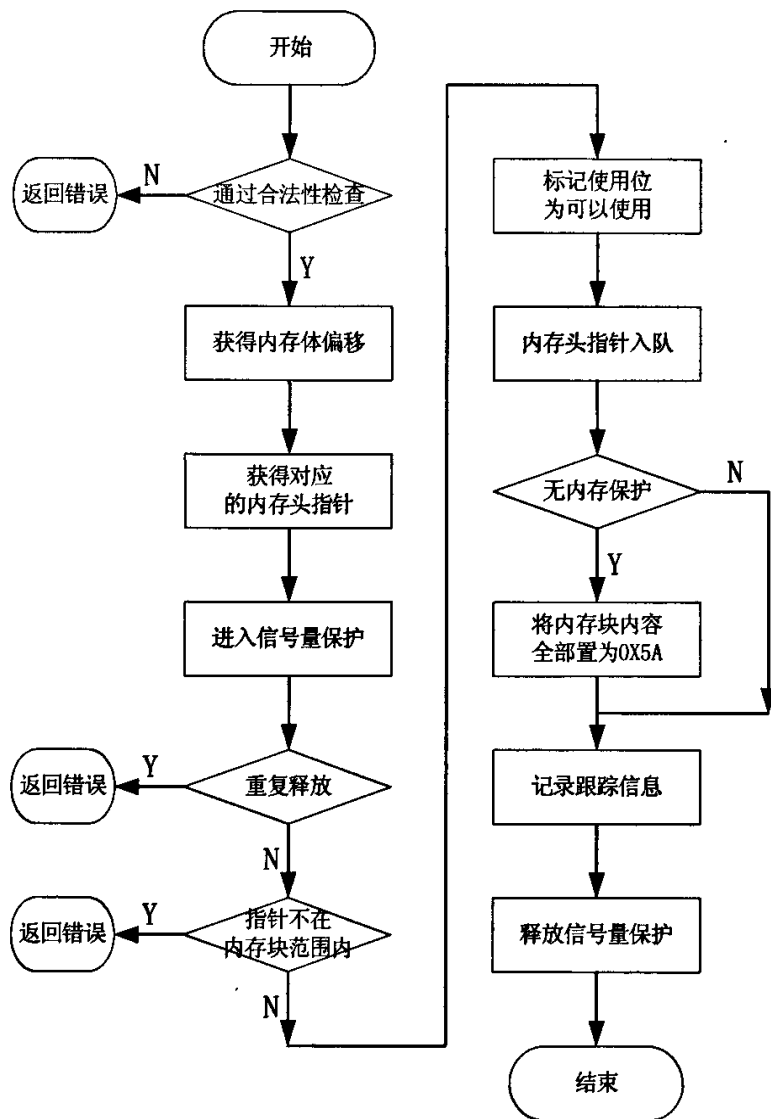 开始
通过合法性检查
N
返回错误
Y
获得内存体偏移
获得对应
的内存头指针
进入信号量保护
重复释放
Y
返回错误
N
指针不在
内存块范围内
Y
返回错误
N
标记使用位
为可以使用
内存头指针入队
无内存保护
N
Y
将内存块内容
全部置为0X5A
记录跟踪信息
释放信号量保护
结束